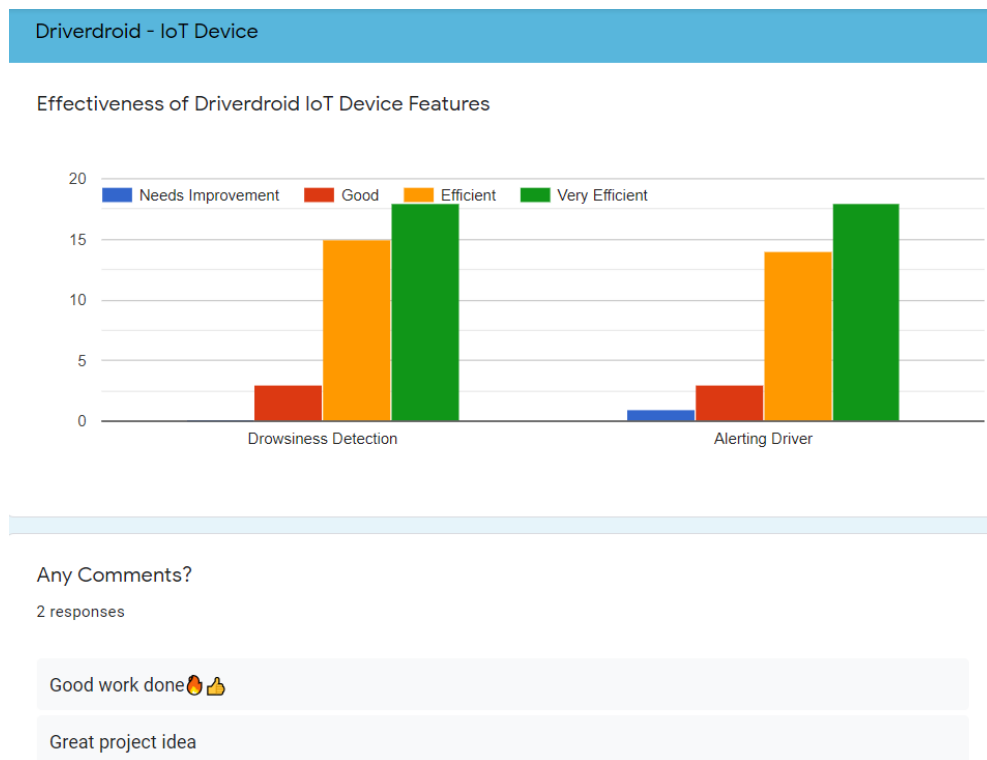 Driverdroid - IoT Device
Effectiveness of Driverdroid IoT Device Features
20
Needs Improvement Good Efficient Very Efficient
15
10
5
0
Drowsiness Detection Alerting Driver
Any Comments?
2 responses
Good work done🔥👍
Great project idea